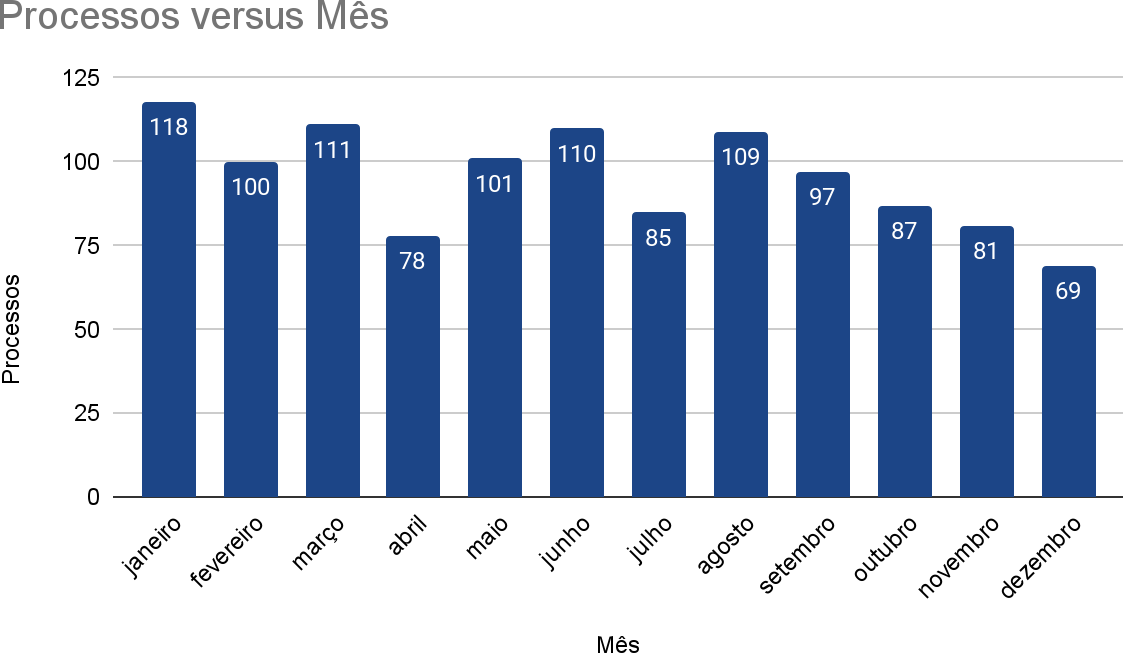 Processos versus Mês
125
100
75
50
25
0
Processos
118
100
111
78
101
110
85
109
97
87
81
69
janeiro
fevereiro
março
abril
maio
junho
julho
agosto
setembro
outubro
novembro
dezembro
Mês